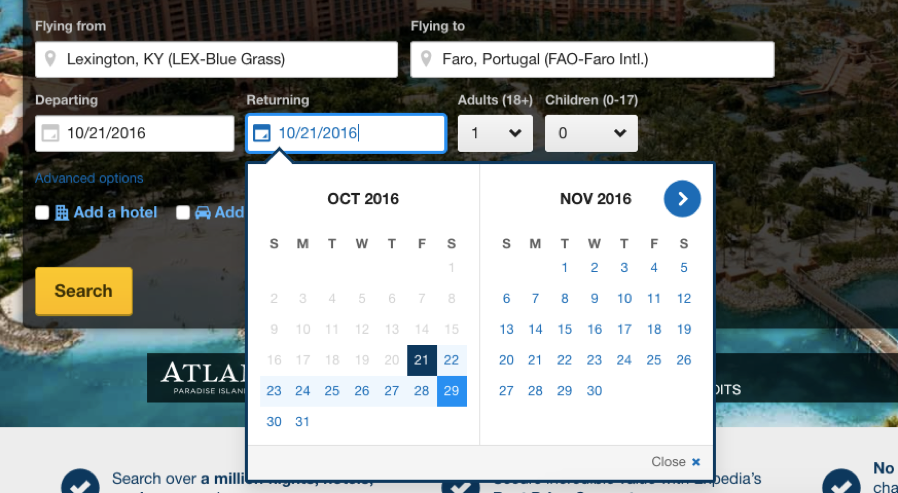 Flying from
Flying to
Lexington, KY (LEX-Blue Grass)
Faro, Portugal (FAO-Faro Intl.)
Departing
Returning
Adults (18+)
Children (0-17)
10/21/2016
10/21/2016
1
0
Advanced options
Add a hotel
Add
OCT 2016
NOV 2016
S M T W T F S
1
2 3 4 5 6 7 8
9 10 11 12 13 14 15
16 17 18 19 20 21 22
23 24 25 26 27 28 29
30 31
S M T W T F S
1 2 3 4 5
6 7 8 9 10 11 12
13 14 15 16 17 18 19
20 21 22 23 24 25 26
27 28 29 30
Close ×
Search
PARADISE ISLAN
DITS
Search over a million flights, hotels,
Secure incredible value with Expedia's
No
cha